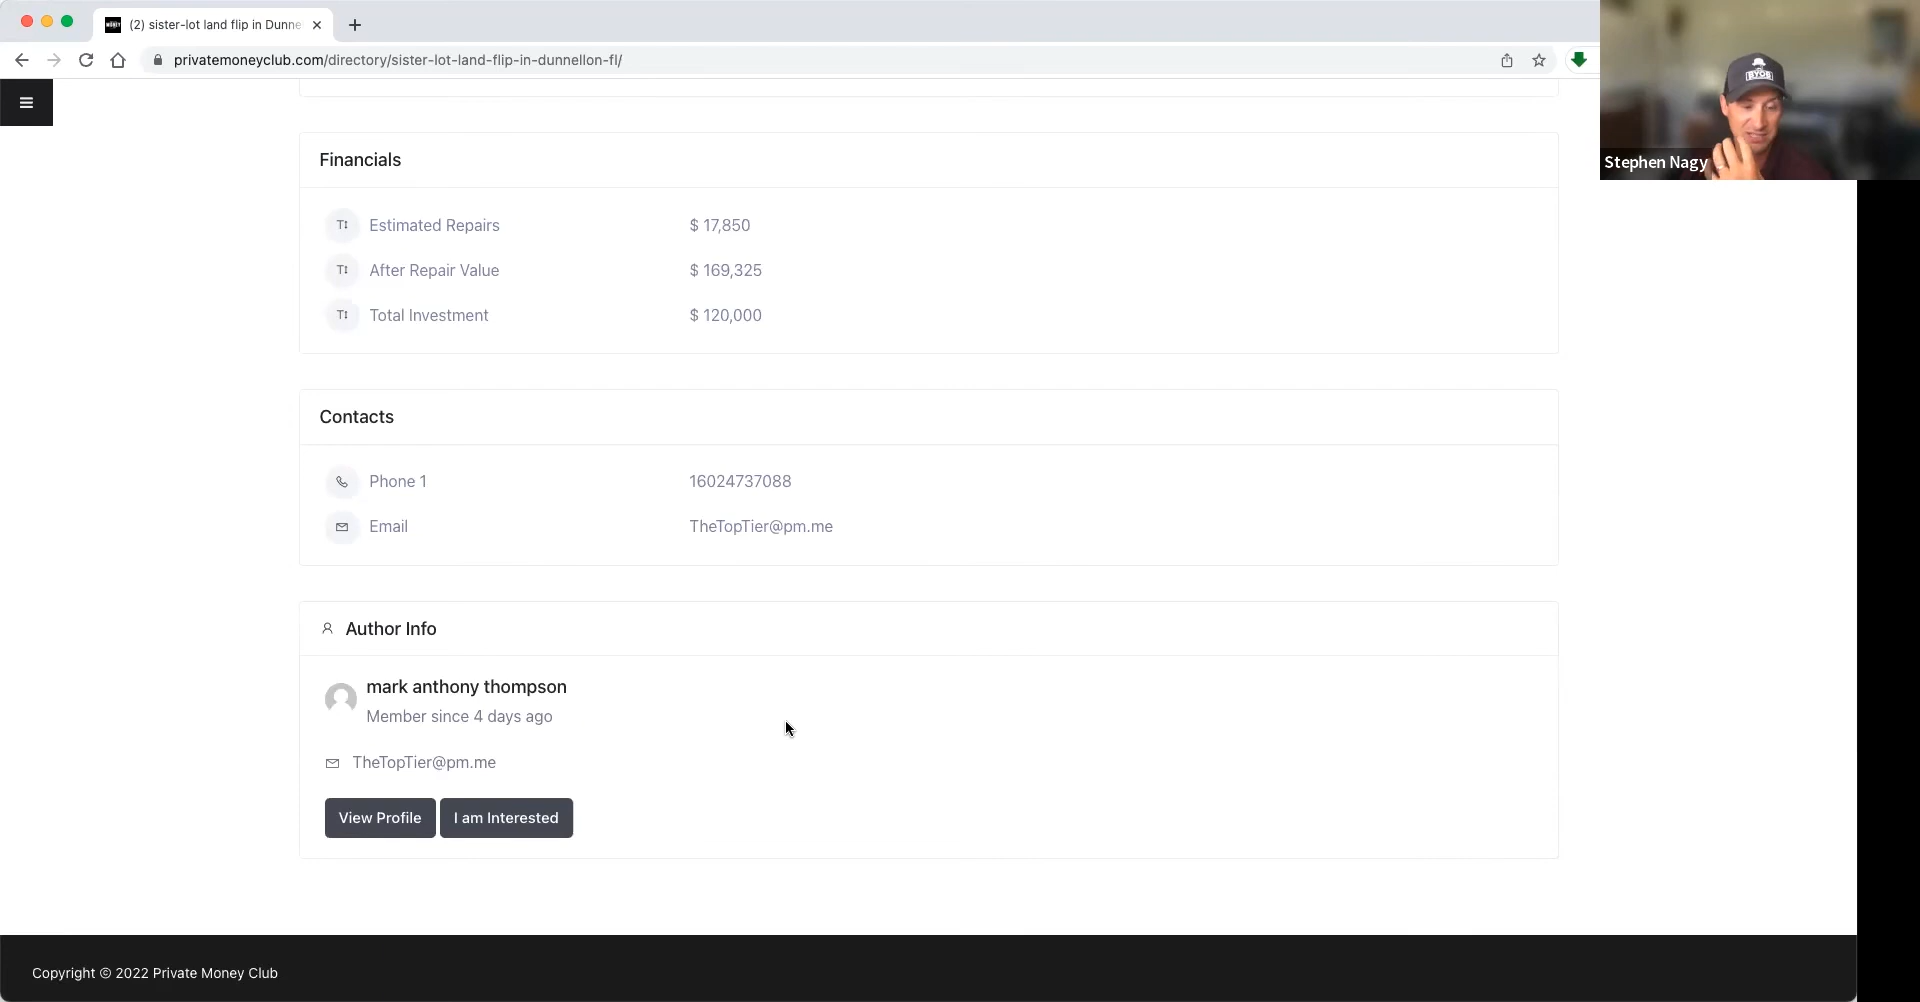 (2) sister-lot land flip in Dunne
privatemoneyclub.com/directory/sister-lot-land-flip-in-dunnellon-fl/
BYOB
Stephen Nagy
Financials
Estimated Repairs $ 17,850
After Repair Value $ 169,325
Total Investment $ 120,000
Contacts
Phone 1 16024737088
Email TheTopTier@pm.me
Author Info
mark anthony thompson
Member since 4 days ago
TheTopTier@pm.me
View Profile I am Interested
Copyright © 2022 Private Money Club